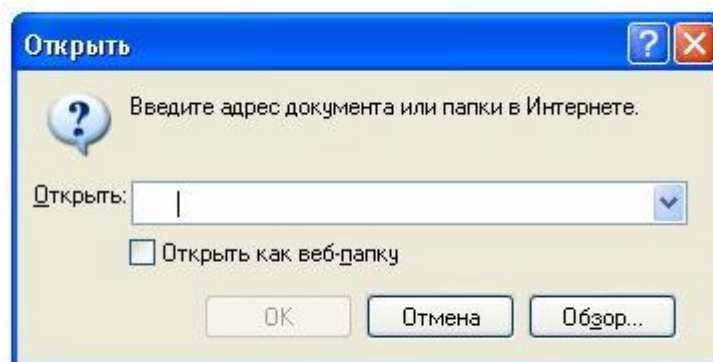 Открыть
Введите адрес документа или папки в Интернете.
Открыть:
Открыть как веб-папку
OK Отмена Обзор...